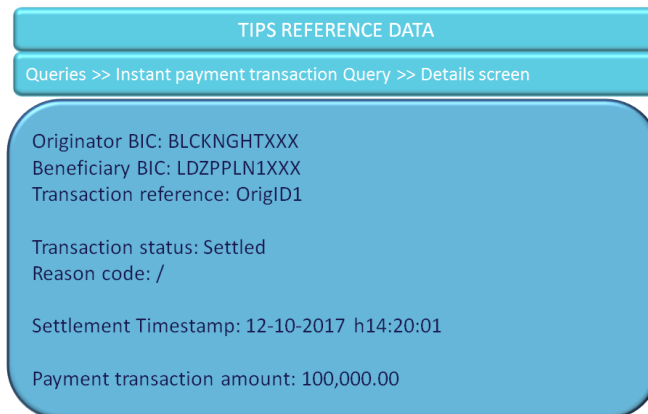 TIPS REFERENCE DATA
Queries >> Instant payment transaction Query >> Details screen
Originator BIC: BLCKNGHTXXX
Beneficiary BIC: LDZPPLN1XXX
Transaction reference: OrigID1
Transaction status: Settled
Reason code: /
Settlement Timestamp: 12-10-2017 h14:20:01
Payment transaction amount: 100,000.00